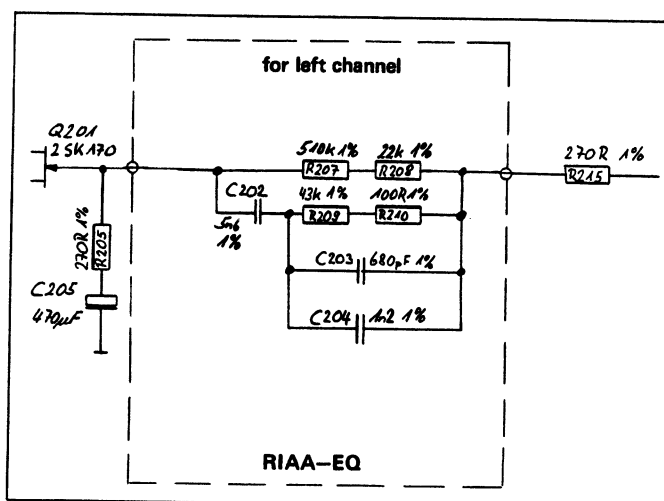 for left channel
Q201
2SK170
510k 1%
22k 1%
270R 1%
R207
R208
R215
C202
43k 1%
100R 1%
R209
R210
5n6
1%
270R 1%
R205
C203
680pF 1%
C205
470µF
C204
1n2 1%
RIAA–EQ